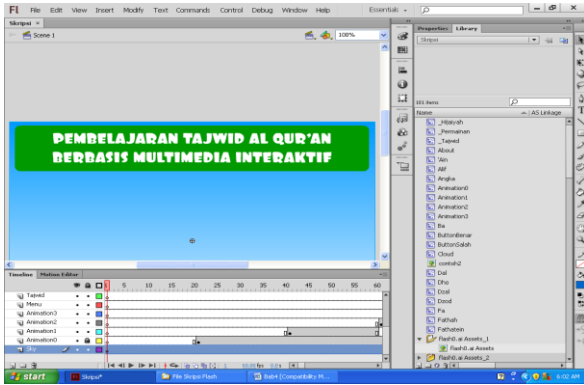 Fl File Edit View Insert Modify Text Commands Control Debug Window Help Essentials
Skripsi* ×
Scene 1 100%
PEMBELAJARAN TAJWID AL QUR'AN
BERBASIS MULTIMEDIA INTERAKTIF
Properties Library
Skripsi
101 items
Name AS Linkage
_Hijaiyah
_Permainan
_Tajwid
About
'Ain
Alif
Angka
Animation0
Animation1
Animation2
Animation3
Ba
ButtonBenar
ButtonSalah
Cloud
contoh2
Dal
Dho
Dzal
Dzod
Fa
Fathah
Fathatein
flash0.ai Assets_1
flash0.ai Assets
flash0.ai Assets_2
Timeline Motion Editor
1 5 10 15 20 25 30 35 40 45 50 55 60
Tajwid
Menu
Animation3
Animation2
Animation1
Animation0
Sky
start Skripsi* File Skripsi Flash Bab4 [Compatibility M... 6:02 AM